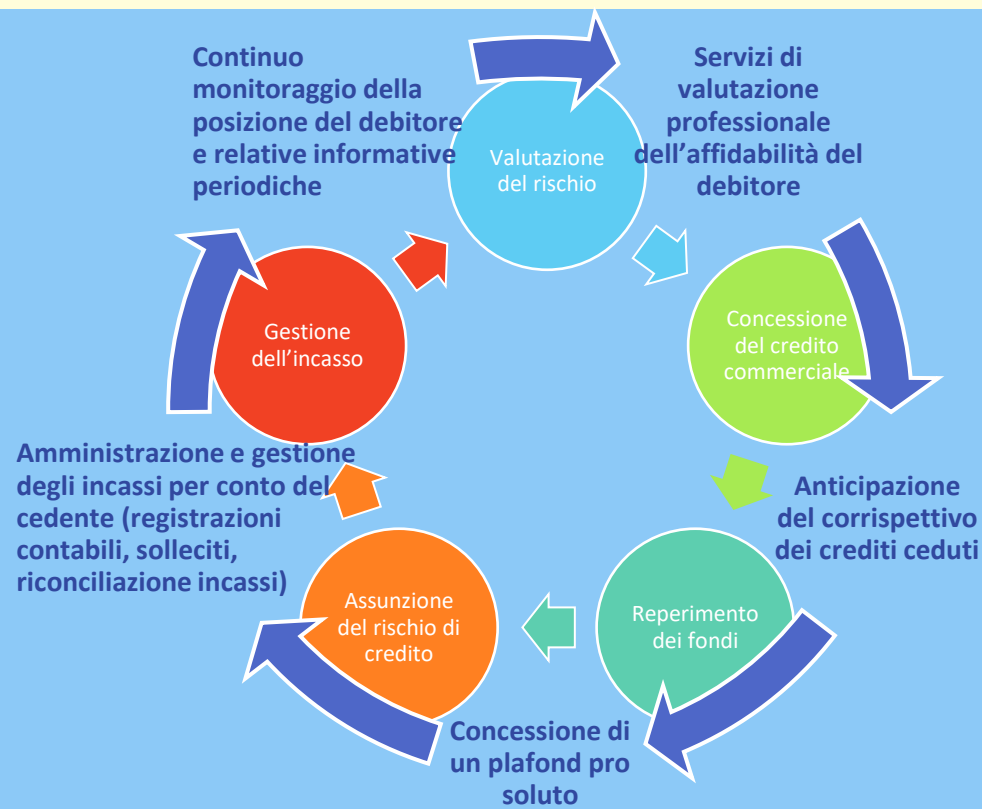 Continuo
monitoraggio della
posizione del debitore
e relative informative
periodiche
Servizi di
valutazione
professionale
dell’affidabilità del
debitore
Valutazione
del rischio
Gestione
dell’incasso
Concessione
del credito
commerciale
Amministrazione e gestione
degli incassi per conto del
cedente (registrazioni
contabili, solleciti,
riconciliazione incassi)
Anticipazione
del corrispettivo
dei crediti ceduti
Assunzione
del rischio di
credito
Reperimento
dei fondi
Concessione di
un plafond pro
soluto